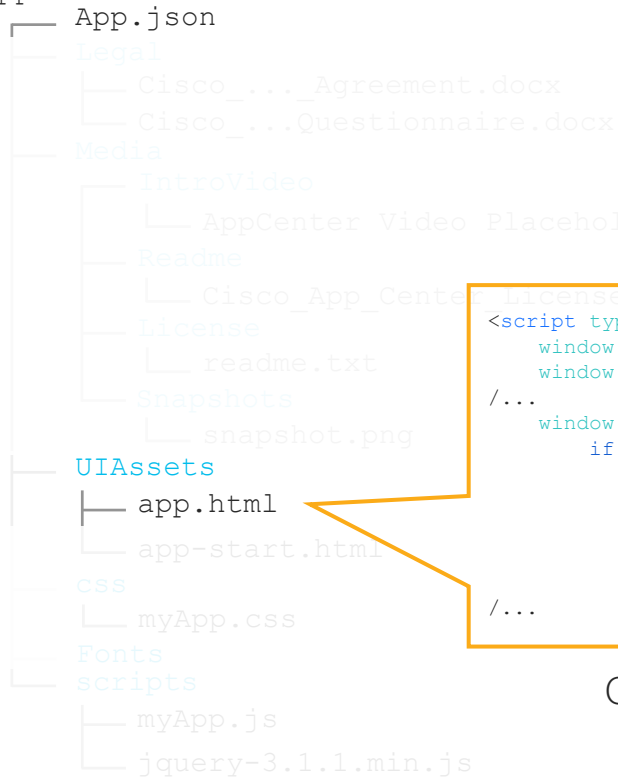 App.json
Legal
Cisco_..._Agreement.docx
Cisco_...Questionnaire.docx
Media
IntroVideo
AppCenter Video Placehol
Readme
Cisco_App_Center_License
<script typ
License
window
readme.txt
window
/...
Snapshots
window
snapshot.png
if
UIAssets
app.html
app-start.html
css
myApp.css
/...
Fonts
scripts
myApp.js
jquery-3.1.1.min.js